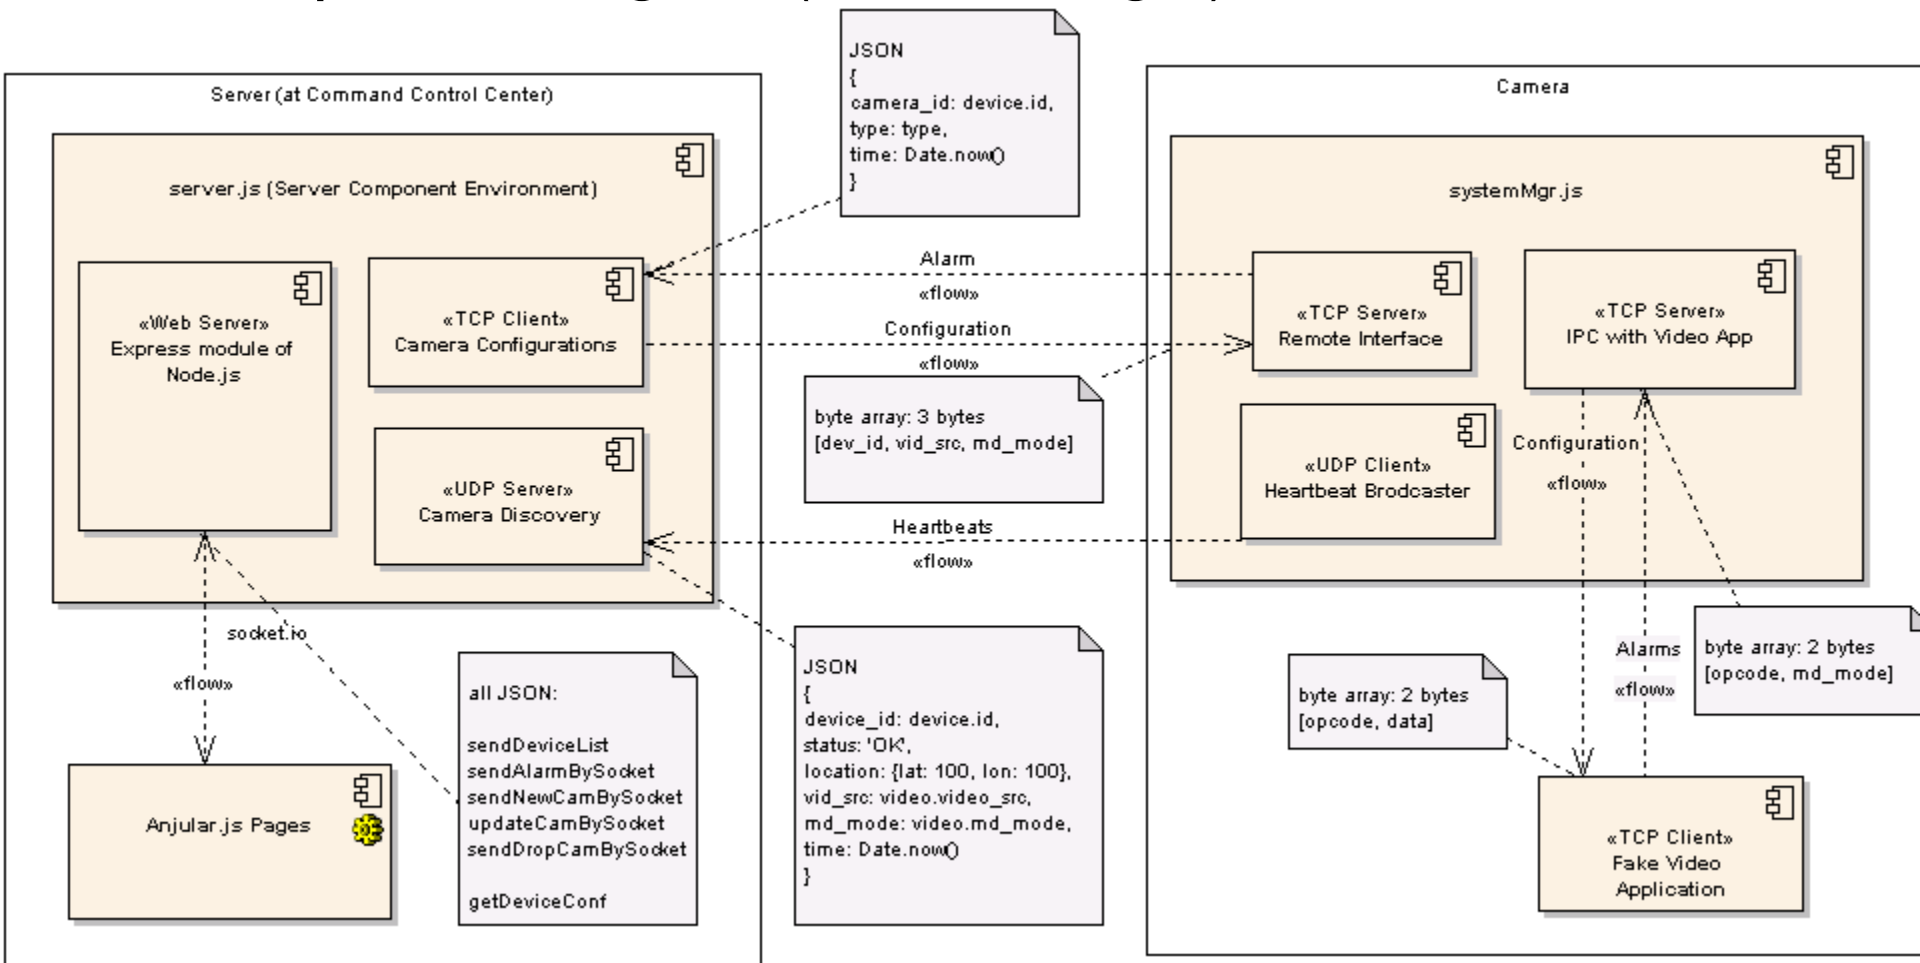 Server (at Command Control Center)
server.js (Server Component Environment)
«Web Server»
Express module of
Node.js
«TCP Client»
Camera Configurations
«UDP Server»
Camera Discovery
socket.io
«flow»
Anjular.js Pages
all JSON:
sendDeviceList
sendAlarmBySocket
sendNewCamBySocket
updateCamBySocket
sendDropCamBySocket
getDeviceConf
JSON
{
camera_id: device.id,
type: type,
time: Date.now()
}
Alarm
«flow»
Configuration
«flow»
byte array: 3 bytes
[dev_id, vid_src, md_mode]
Heartbeats
«flow»
JSON
{
device_id: device.id,
status: 'OK',
location: {lat: 100, lon: 100},
vid_src: video.video_src,
md_mode: video.md_mode,
time: Date.now()
}
Camera
systemMgr.js
«TCP Server»
Remote Interface
«TCP Server»
IPC with Video App
«UDP Client»
Heartbeat Brodcaster
Configuration
«flow»
Alarms
«flow»
byte array: 2 bytes
[opcode, md_mode]
byte array: 2 bytes
[opcode, data]
«TCP Client»
Fake Video
Application